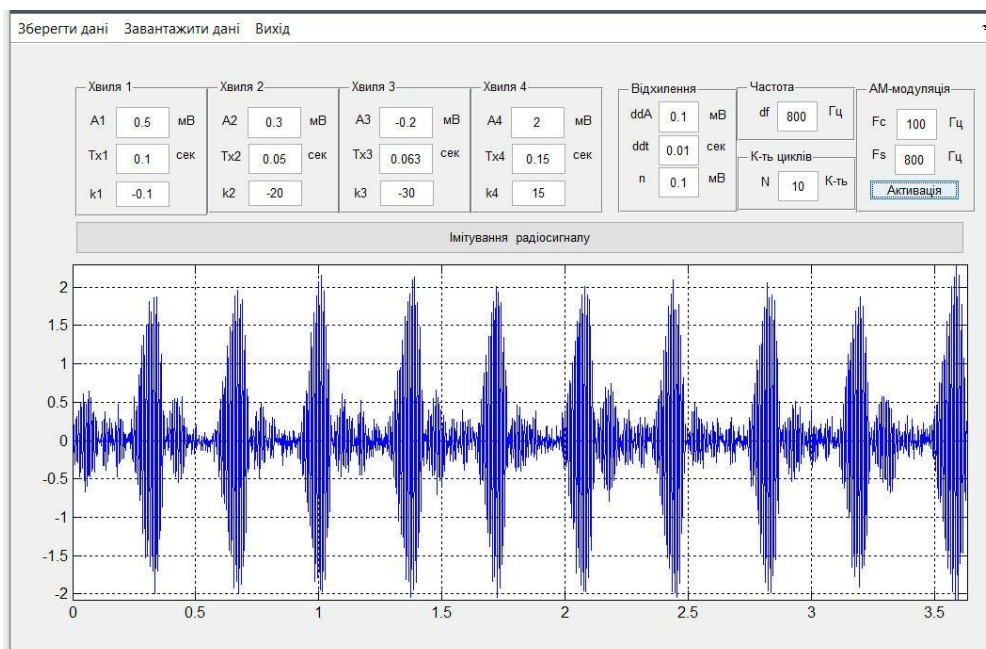 Зберегти дані Завантажити дані Вихід
Хвиля 1 Хвиля 2 Хвиля 3 Хвиля 4 Відхилення Частота АМ-модуляція
A1 0.5 мВ A2 0.3 мВ A3 -0.2 мВ A4 2 мВ ddA 0.1 мВ df 800 Гц Fc 100 Гц
Tx1 0.1 сек Tx2 0.05 сек Tx3 0.063 сек Tx4 0.15 сек ddt 0.01 сек К-ть циклів Fs 800 Гц
k1 -0.1 k2 -20 k3 -30 k4 15 n 0.1 мВ N 10 К-ть Активація
Імітування радіосигналу
2
1.5
1
0.5
0
-0.5
-1
-1.5
-2
0 0.5 1 1.5 2 2.5 3 3.5